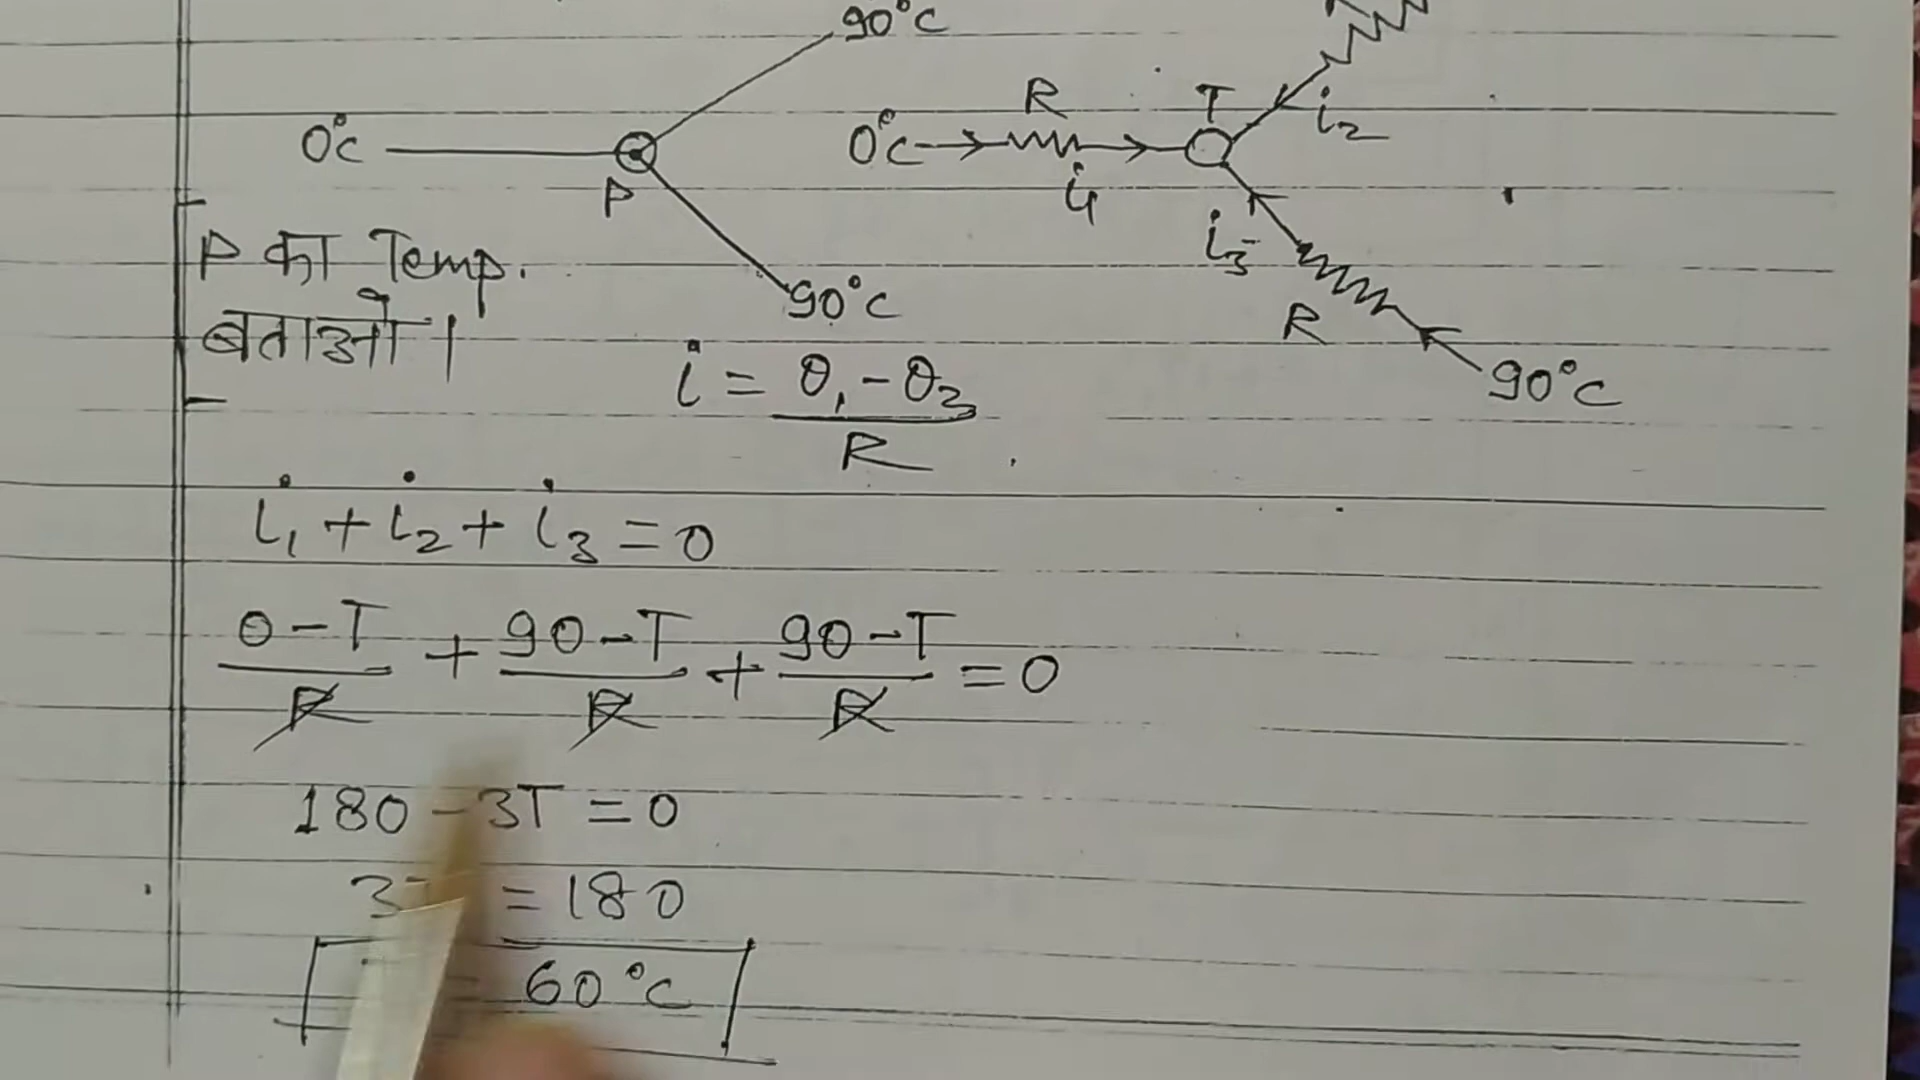 90°C
0°C
P
90°C
R
T
0°C
i₁
i₂
i₃
R
90°C
P का Temp.
बताओ।
i = θ₁ - θ₂ / R
i₁ + i₂ + i₃ = 0
0 - T / R + 90 - T / R + 90 - T / R = 0
180 - 3T = 0
3 = 180
= 60°C